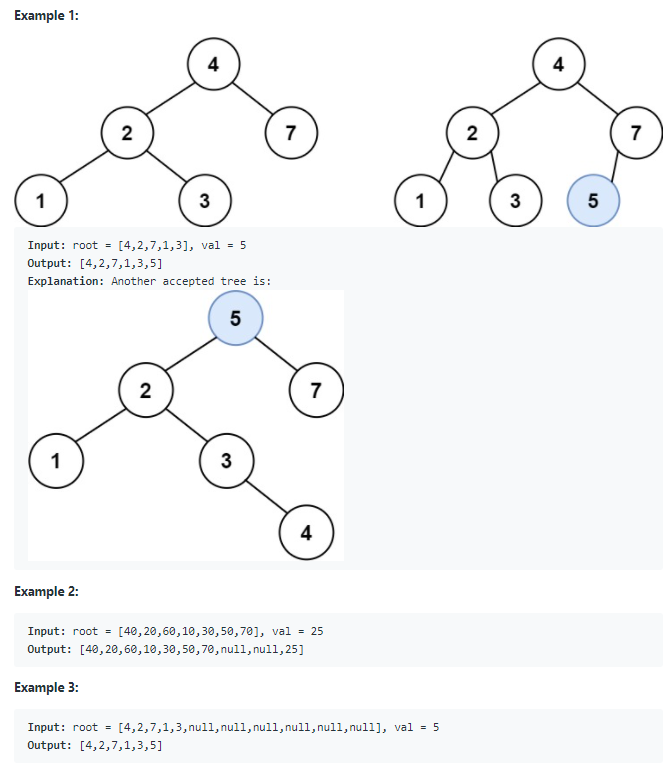 Example 1:
4 4
2 7 2 7
1 3 1 3 5
Input: root = [4,2,7,1,3], val = 5
Output: [4,2,7,1,3,5]
Explanation: Another accepted tree is:
5
2 7
1 3
4
Example 2:
Input: root = [40,20,60,10,30,50,70], val = 25
Output: [40,20,60,10,30,50,70,null,null,25]
Example 3:
Input: root = [4,2,7,1,3,null,null,null,null,null,null], val = 5
Output: [4,2,7,1,3,5]